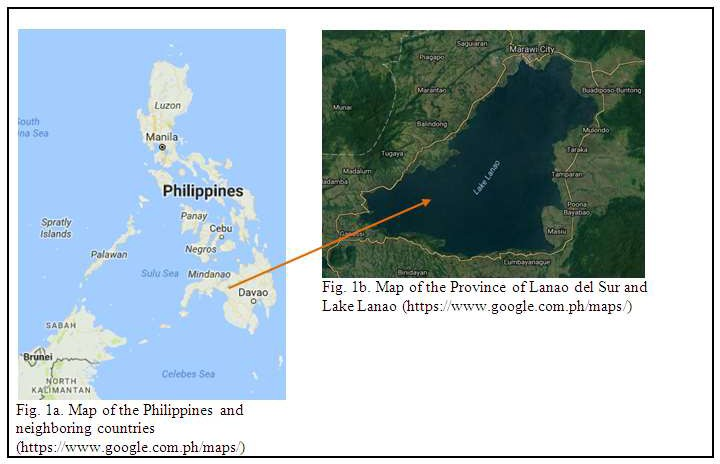 Luzon
South
na Sea
Manila
Philippines
Spratly
Islands
Panay
Cebu
Negros
Palawan
Sulu Sea
Mindanao
Davao
SABAH
Brunei
Celebes Sea
NORTH
KALIMANTAN
Fig. 1a. Map of the Philippines and
neighboring countries
(https://www.google.com.ph/maps/)
Saguiaran
Marawi City
Piagapo
Marantao
Buadiposo-Buntong
Munai
Balindong
Mulondo
Tugaya
Taraka
Madalum
Lake Lanao
Tamparan
adamba
Poona
Bayabao
Ganassi
Masiu
Lumbayanague
Binidayan
Fig. 1b. Map of the Province of Lanao del Sur and
Lake Lanao (https://www.google.com.ph/maps/)